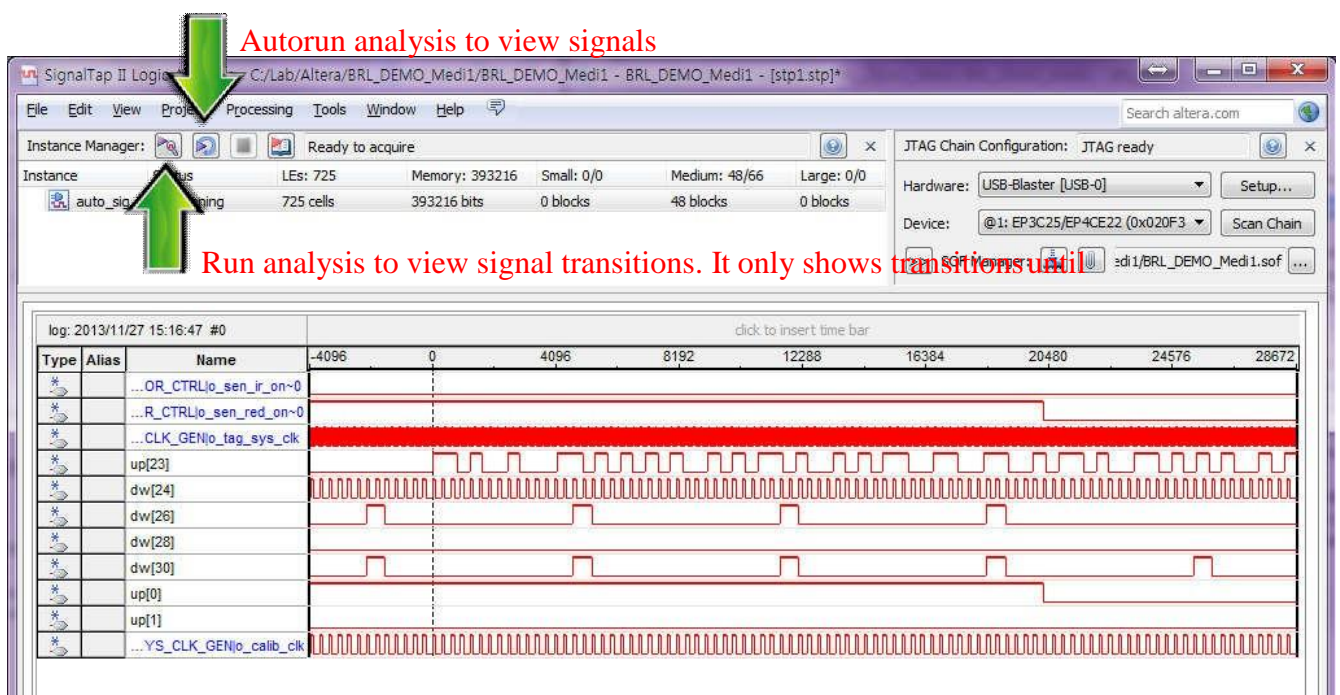 Autorun analysis to view signals
SignalTap II Logic C:/Lab/Altera/BRL_DEMO_Medi1/BRL_DEMO_Medi1 - BRL_DEMO_Medi1 - [stp1.stp]*
File Edit View Project Processing Tools Window Help
Search altera.com
Instance Manager: Ready to acquire
JTAG Chain Configuration: JTAG ready
Instance LEs: 725 Memory: 393216 Small: 0/0 Medium: 48/66 Large: 0/0
Hardware: USB-Blaster [USB-0] Setup...
725 cells 393216 bits 0 blocks 48 blocks 0 blocks
Device: @1: EP3C25/EP4CE22 (0x020F3 Scan Chain
Run analysis to view signal transitions. It only shows transitions until
>> SOF Manager: edi1/BRL_DEMO_Medi1.sof ...
log: 2013/11/27 15:16:47 #0 click to insert time bar
Type Alias Name -4096 0 4096 8192 12288 16384 20480 24576 28672
...OR_CTRL|o_sen_ir_on~0
...R_CTRL|o_sen_red_on~0
...CLK_GEN|o_tag_sys_clk
up[23]
dw[24]
dw[26]
dw[28]
dw[30]
up[0]
up[1]
...YS_CLK_GEN|o_calib_clk